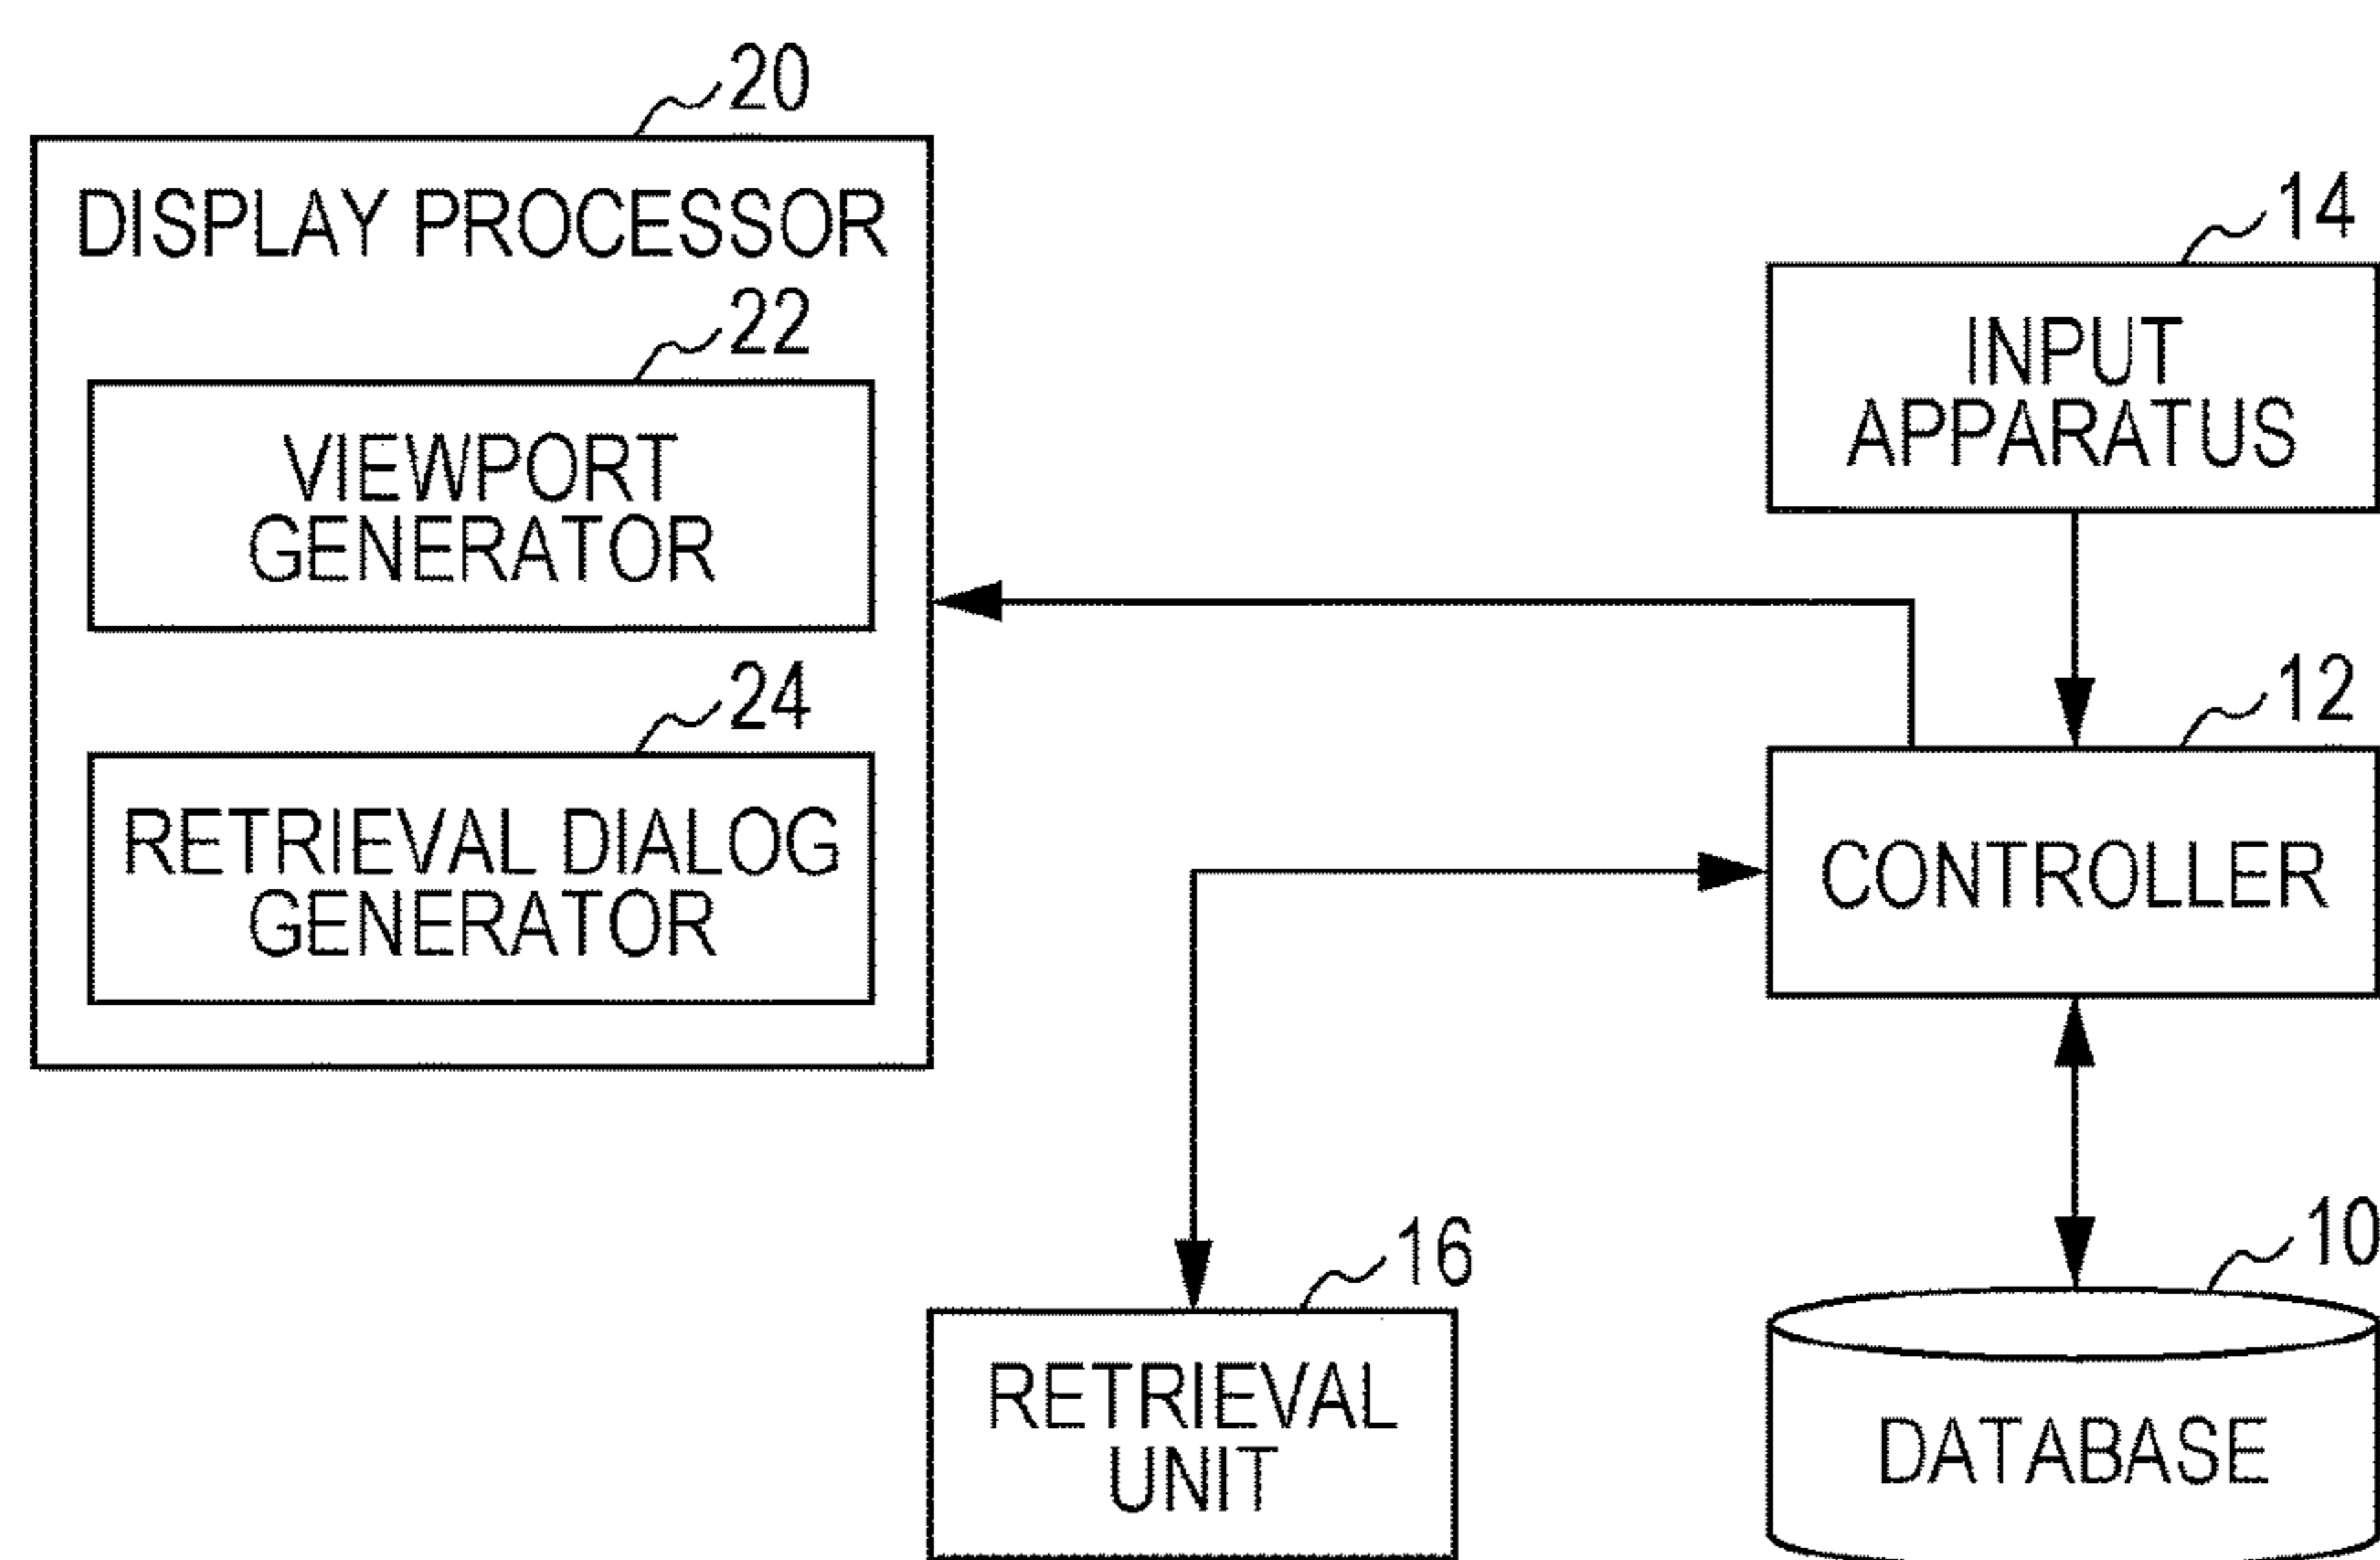 20
DISPLAY PROCESSOR
22
VIEWPORT
GENERATOR
24
RETRIEVAL DIALOG
GENERATOR
14
INPUT
APPARATUS
12
CONTROLLER
16
RETRIEVAL
UNIT
10
DATABASE